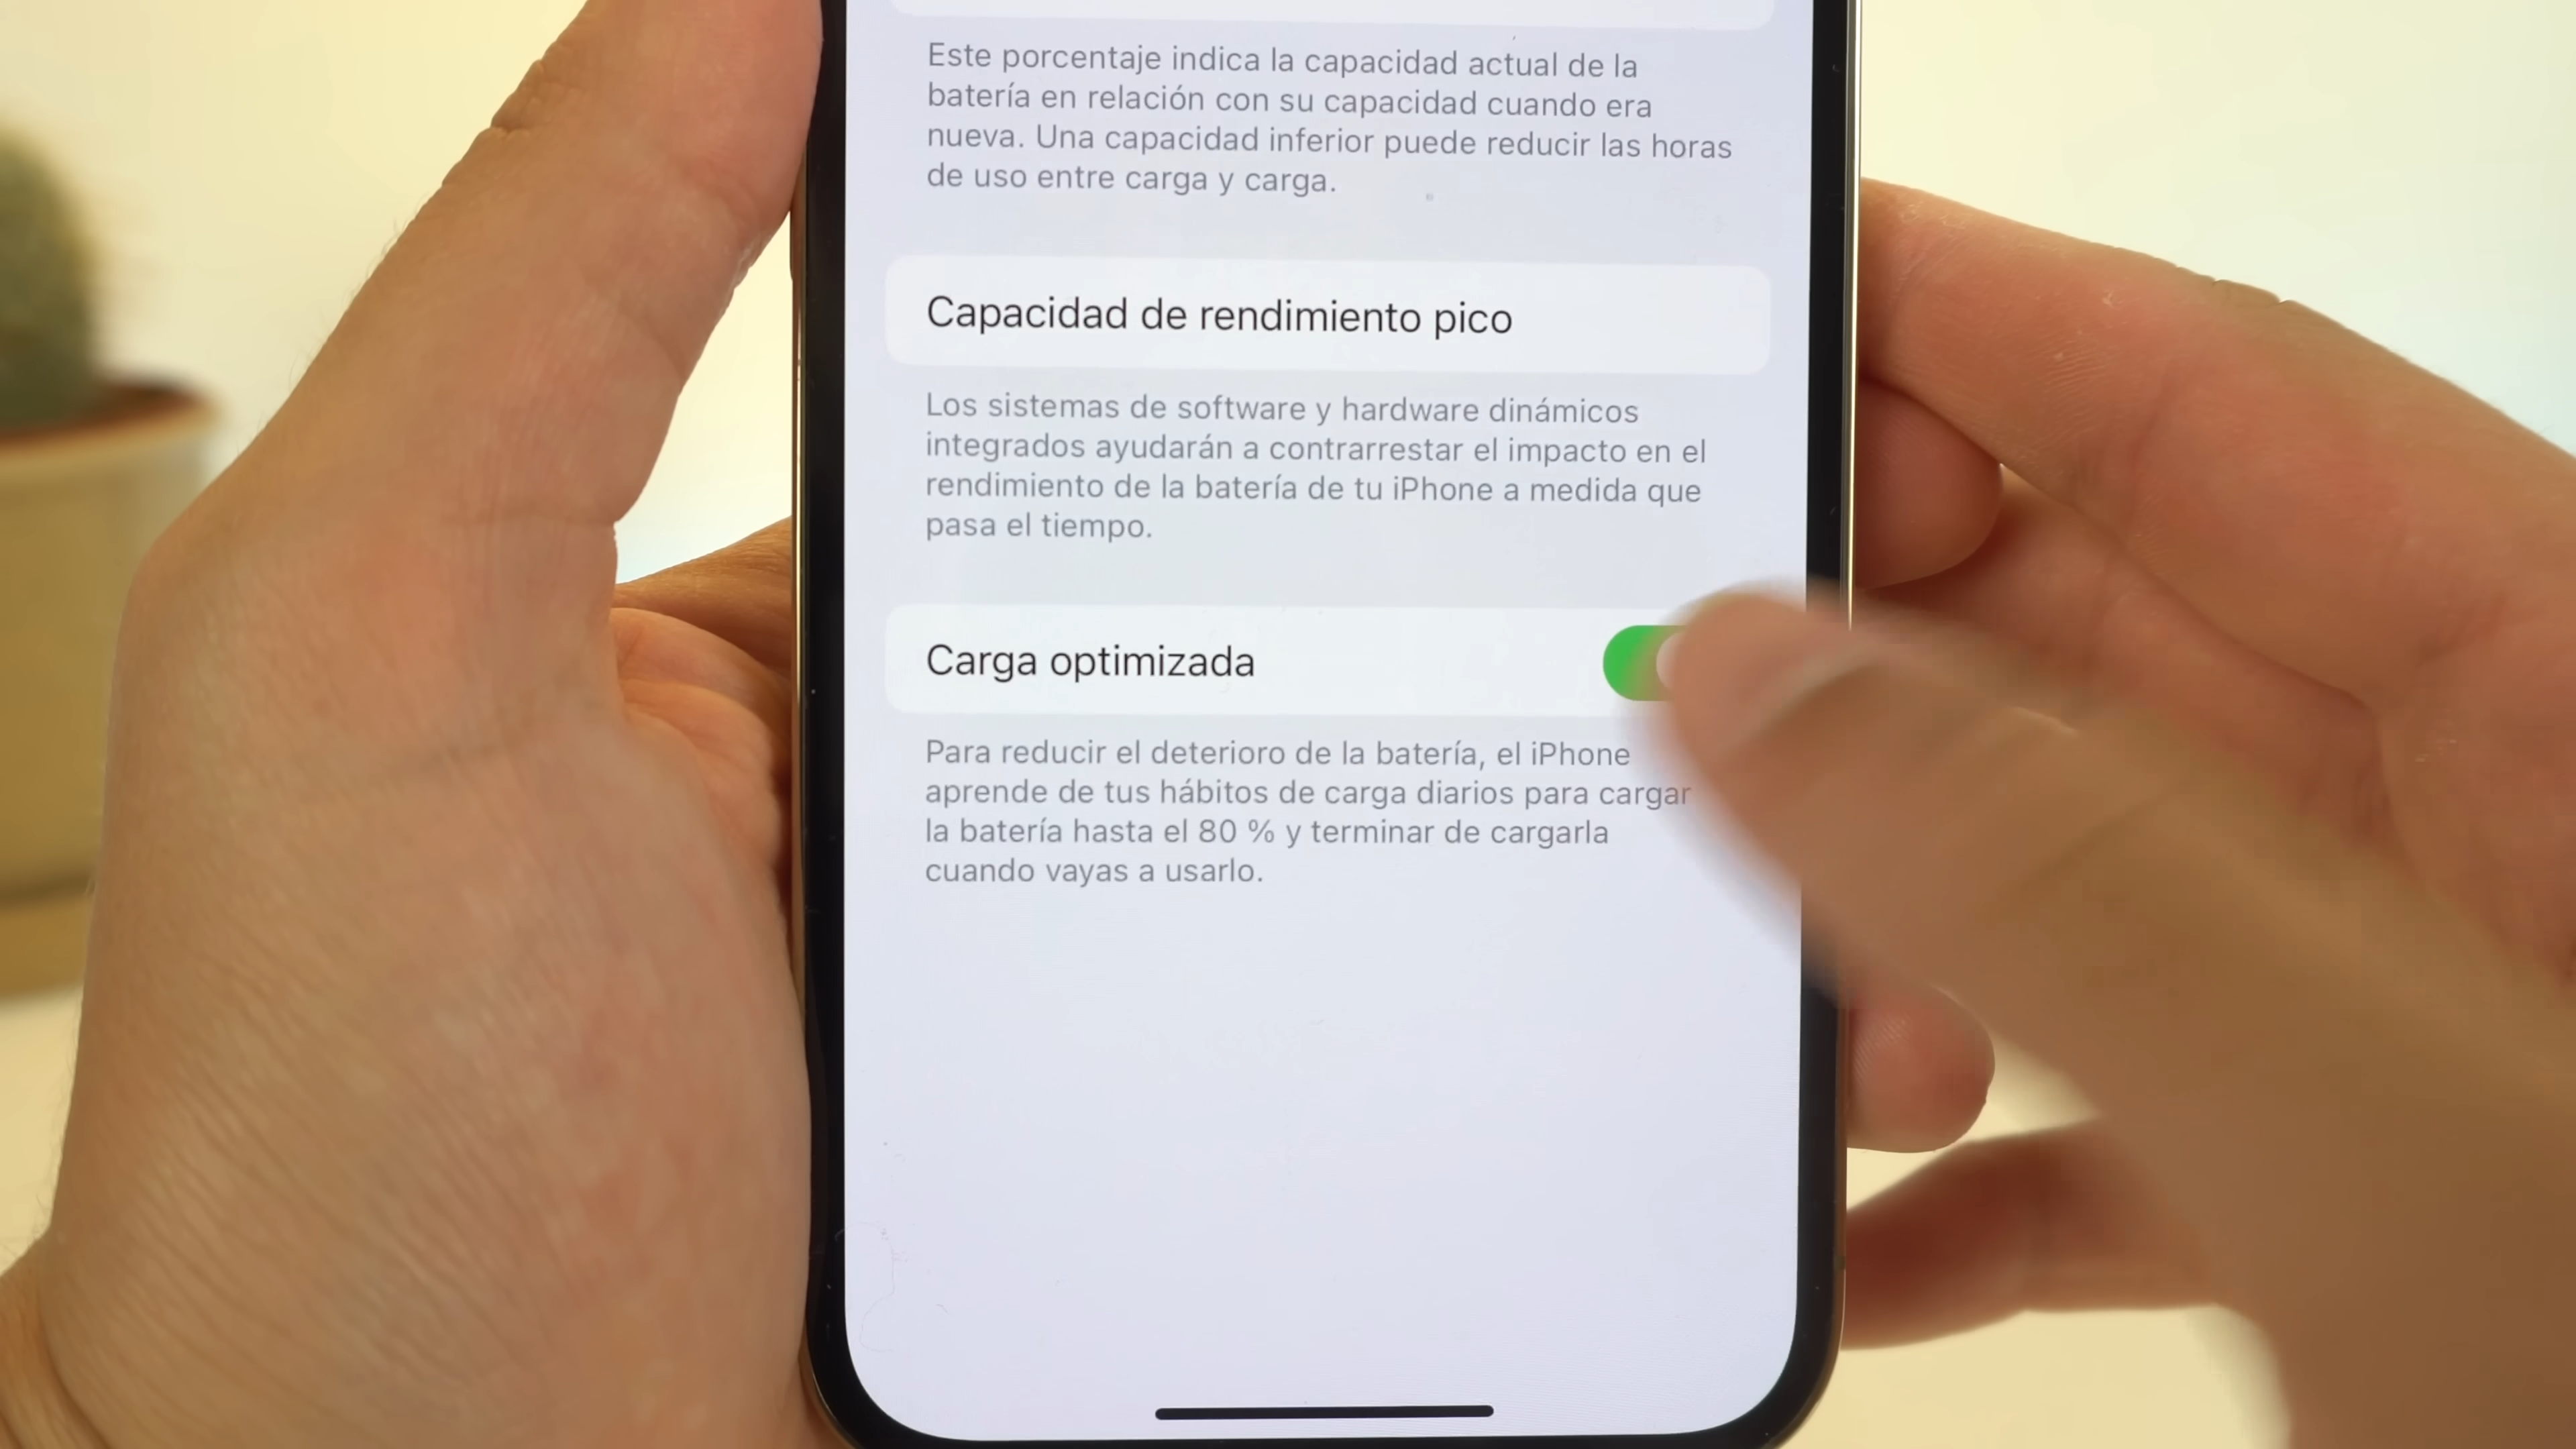 Este porcentaje indica la capacidad actual de la
batería en relación con su capacidad cuando era
nueva. Una capacidad inferior puede reducir las horas
de uso entre carga y carga.
Capacidad de rendimiento pico
Los sistemas de software y hardware dinámicos
integrados ayudarán a contrarrestar el impacto en el
rendimiento de la batería de tu iPhone a medida que
pasa el tiempo.
Carga optimizada
Para reducir el deterioro de la batería, el iPhone
aprende de tus hábitos de carga diarios para cargar
la batería hasta el 80 % y terminar de cargarla
cuando vayas a usarlo.